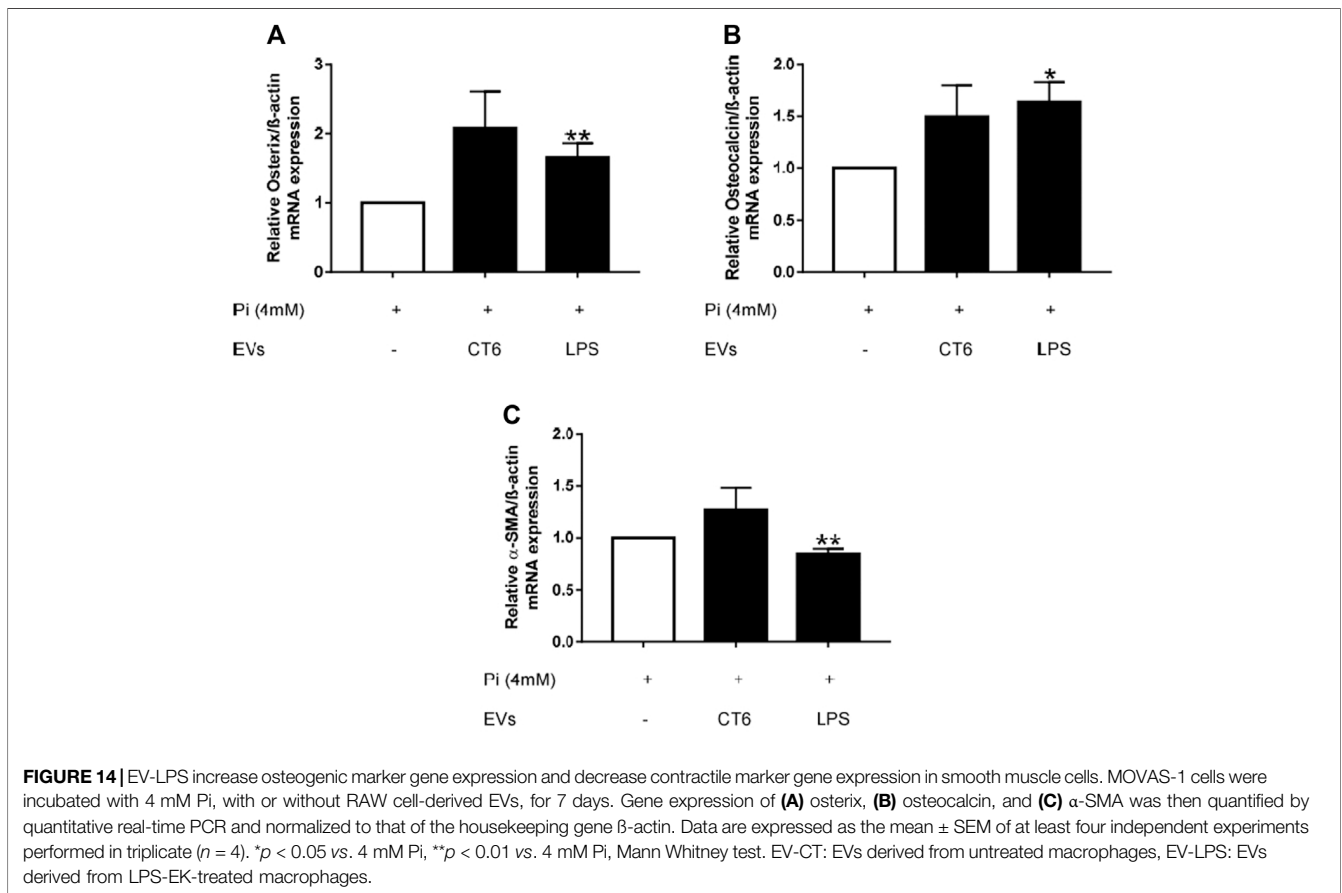 A
Relative Osterix/ß-actin
mRNA expression
3
2
1
0
**
Pi (4mM) + + +
EVs - CT6 LPS
B
Relative Osteocalcin/ß-actin
mRNA expression
2.0
1.5
1.0
0.5
0.0
*
Pi (4mM) + + +
EVs - CT6 LPS
C
Relative α-SMA/ß-actin
mRNA expression
2.0
1.5
1.0
0.5
0.0
**
Pi (4mM) + + +
EVs - CT6 LPS
FIGURE 14 | EV-LPS increase osteogenic marker gene expression and decrease contractile marker gene expression in smooth muscle cells. MOVAS-1 cells were
incubated with 4 mM Pi, with or without RAW cell-derived EVs, for 7 days. Gene expression of (A) osterix, (B) osteocalcin, and (C) α-SMA was then quantified by
quantitative real-time PCR and normalized to that of the housekeeping gene ß-actin. Data are expressed as the mean ± SEM of at least four independent experiments
performed in triplicate (n = 4). *p < 0.05 vs. 4 mM Pi, **p < 0.01 vs. 4 mM Pi, Mann Whitney test. EV-CT: EVs derived from untreated macrophages, EV-LPS: EVs
derived from LPS-EK-treated macrophages.